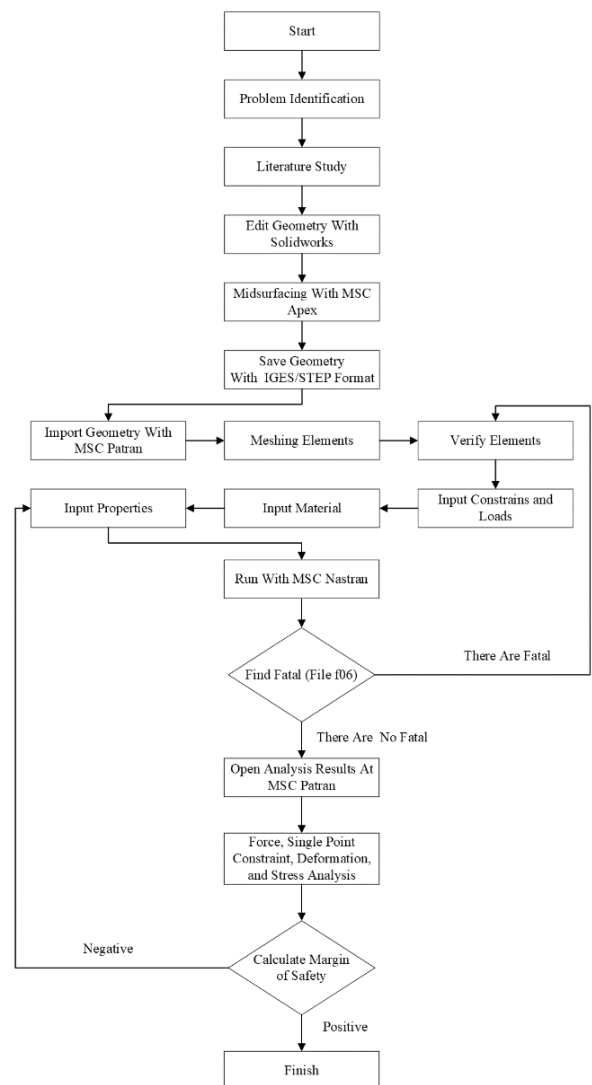 Start
Problem Identification
Literature Study
Edit Geometry With
Solidworks
Midsurfacing With MSC
Apex
Save Geometry
With IGES/STEP Format
Import Geometry With
MSC Patran
Meshing Elements
Verify Elements
Input Constrains and
Loads
Input Material
Input Properties
Run With MSC Nastran
Find Fatal (File f06)
There Are Fatal
There Are No Fatal
Open Analysis Results At
MSC Patran
Force, Single Point
Constraint, Deformation,
and Stress Analysis
Calculate Margin
of Safety
Negative
Positive
Finish